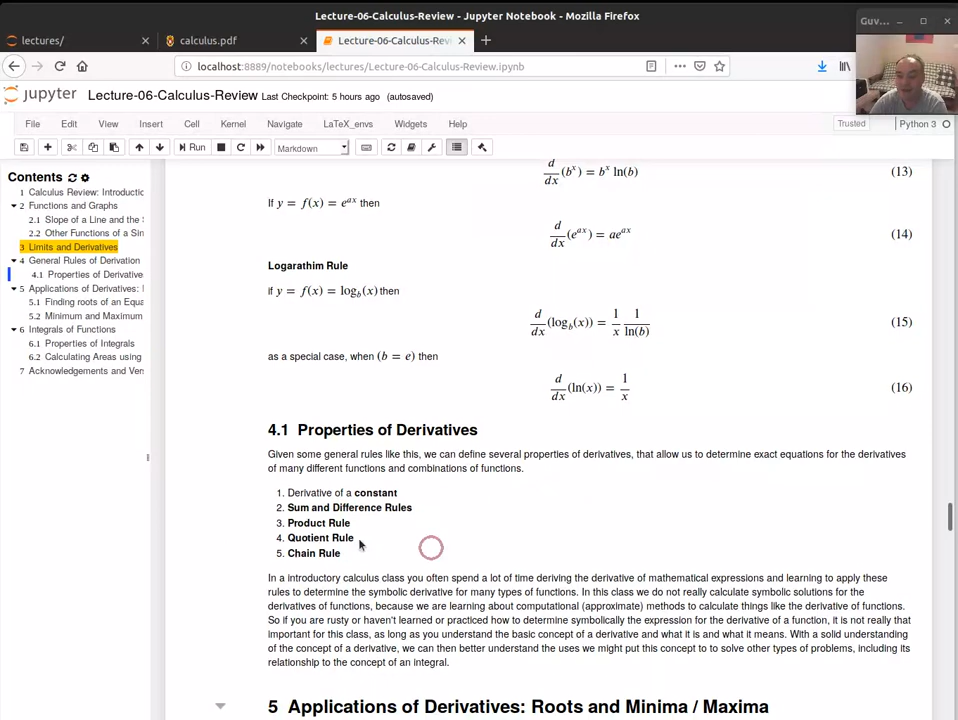 Lecture-06-Calculus-Review - Jupyter Notebook - Mozilla Firefox
Guv...
lectures/
calculus.pdf
Lecture-06-Calculus-Rev
localhost:8889/notebooks/lectures/Lecture-06-Calculus-Review.ipynb
jupyter Lecture-06-Calculus-Review Last Checkpoint: 5 hours ago (autosaved)
File Edit View Insert Cell Kernel Navigate LaTeX_envs Widgets Help Trusted Python 3
Run Markdown
Contents
1 Calculus Review: Introductic
2 Functions and Graphs
2.1 Slope of a Line and the
2.2 Other Functions of a Sin
3 Limits and Derivatives
4 General Rules of Derivation
4.1 Properties of Derivative
5 Applications of Derivatives:
5.1 Finding roots of an Equa
5.2 Minimum and Maximum
6 Integrals of Functions
6.1 Properties of Integrals
6.2 Calculating Areas using
7 Acknowledgements and Ver
d/dx (b^x) = b^x ln(b) (13)
If y = f(x) = e^{ax} then
d/dx (e^{ax}) = ae^{ax} (14)
Logarathim Rule
if y = f(x) = log_b(x) then
d/dx (log_b(x)) = 1/x 1/ln(b) (15)
as a special case, when (b = e) then
d/dx (ln(x)) = 1/x (16)
4.1 Properties of Derivatives
Given some general rules like this, we can define several properties of derivatives, that allow us to determine exact equations for the derivatives
of many different functions and combinations of functions.
1. Derivative of a constant
2. Sum and Difference Rules
3. Product Rule
4. Quotient Rule
5. Chain Rule
In a introductory calculus class you often spend a lot of time deriving the derivative of mathematical expressions and learning to apply these
rules to determine the symbolic derivative for many types of functions. In this class we do not really calculate symbolic solutions for the
derivatives of functions, because we are learning about computational (approximate) methods to calculate things like the derivative of functions.
So if you are rusty or haven't learned or practiced how to determine symbolically the expression for the derivative of a function, it is not really that
important for this class, as long as you understand the basic concept of a derivative and what it is and what it means. With a solid understanding
of the concept of a derivative, we can then better understand the uses we might put this concept to to solve other types of problems, including its
relationship to the concept of an integral.
5 Applications of Derivatives: Roots and Minima / Maxima